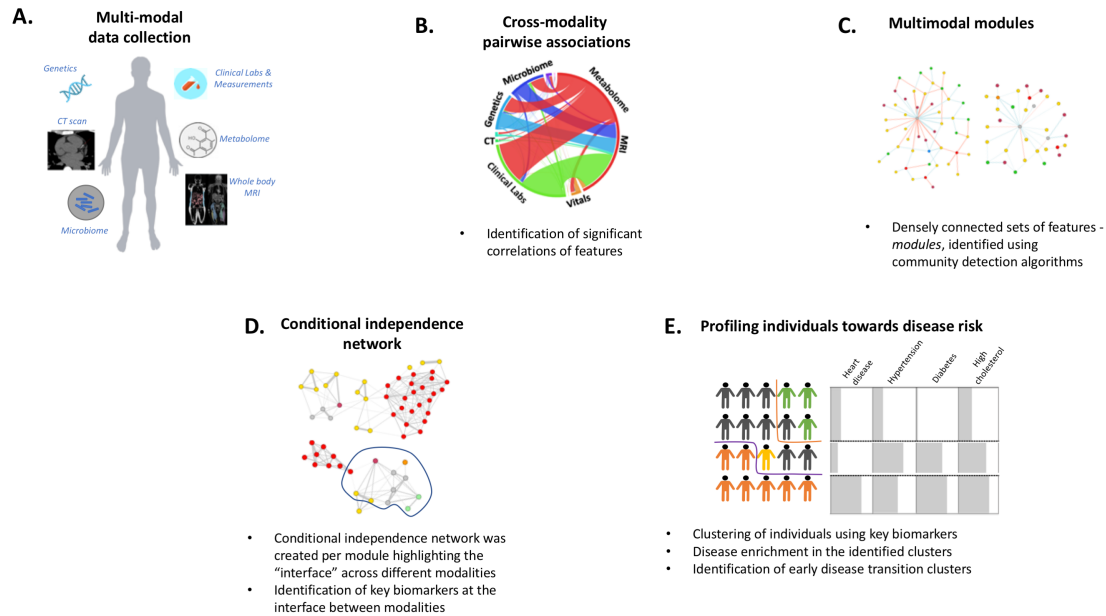 A.
Multi-modal
data collection
Genetics
Clinical Labs &
Measurements
CT scan
Metabolome
Whole body
MRI
Microbiome
B.
Cross-modality
pairwise associations
Microbiome
Metabolome
Genetics
CT
MRI
Clinical Labs
Vitals
• Identification of significant
correlations of features
C.
Multimodal modules
• Densely connected sets of features -
modules, identified using
community detection algorithms
D.
Conditional independence
network
• Conditional independence network was
created per module highlighting the
“interface” across different modalities
• Identification of key biomarkers at the
interface between modalities
E.
Profiling individuals towards disease risk
Heart
disease
Hypertension
Diabetes
High
cholesterol
• Clustering of individuals using key biomarkers
• Disease enrichment in the identified clusters
• Identification of early disease transition clusters